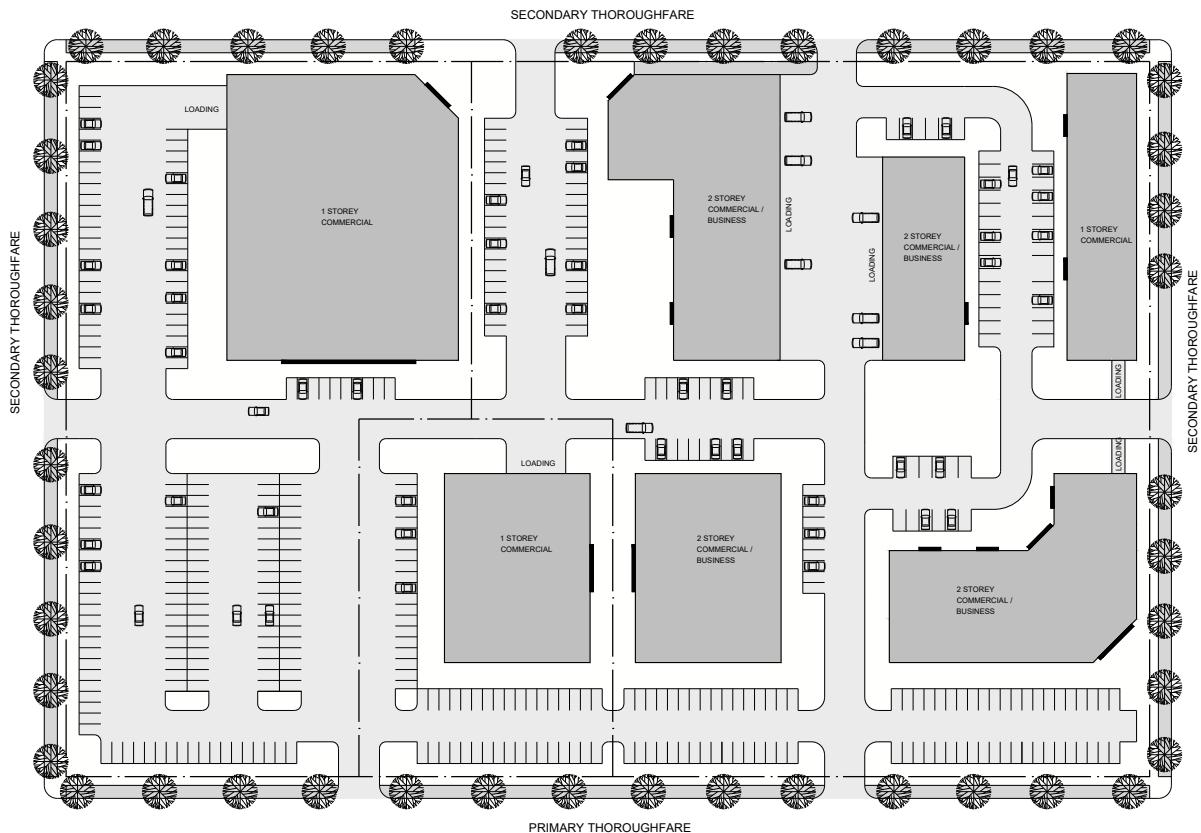 SECONDARY THOROUGHFARE
LOADING
1 STOREY
COMMERCIAL
2 STOREY
COMMERCIAL /
BUSINESS
LOADING
LOADING
2 STOREY
COMMERCIAL /
BUSINESS
1 STOREY
COMMERCIAL
SECONDARY THOROUGHFARE
SECONDARY THOROUGHFARE
LOADING
LOADING
LOADING
1 STOREY
COMMERCIAL
2 STOREY
COMMERCIAL /
BUSINESS
2 STOREY
COMMERCIAL /
BUSINESS
PRIMARY THOROUGHFARE